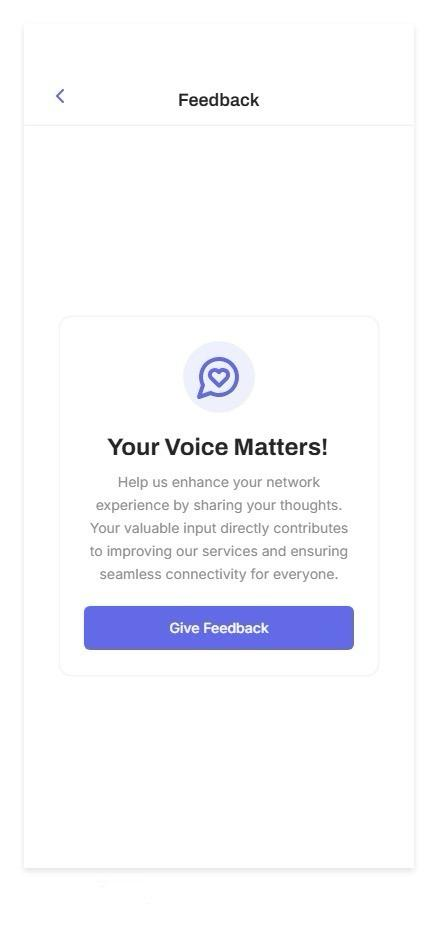 Feedback
Your Voice Matters!
Help us enhance your network
experience by sharing your thoughts.
Your valuable input directly contributes
to improving our services and ensuring
seamless connectivity for everyone.
Give Feedback